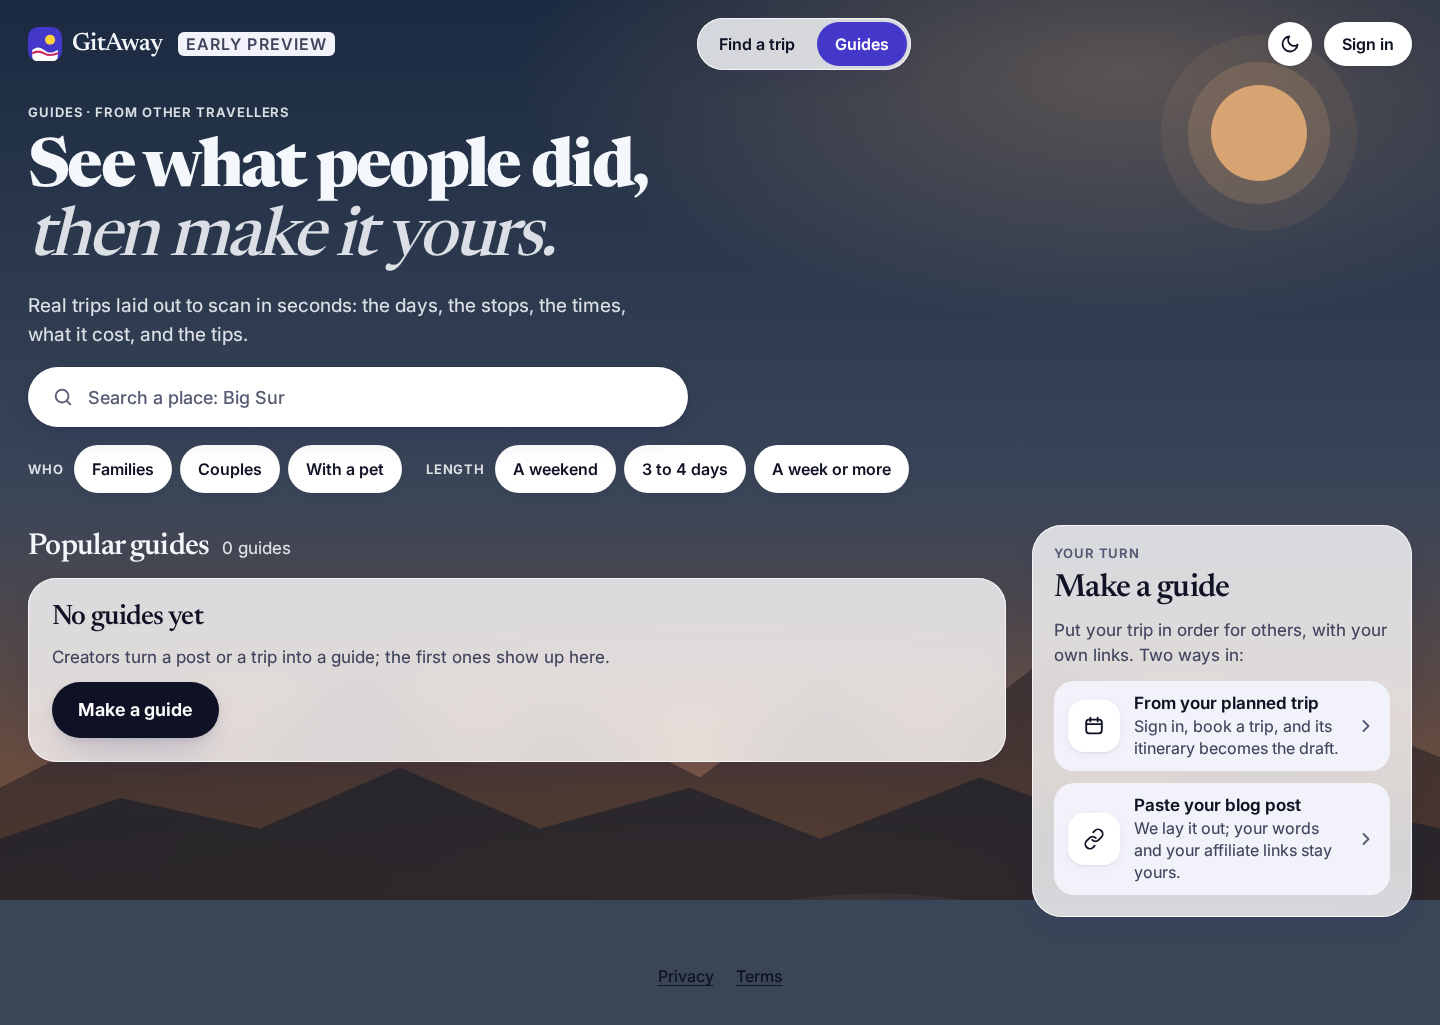 GitAway
EARLY PREVIEW
Find a trip
Guides
Sign in
GUIDES · FROM OTHER TRAVELLERS
See what people did,
then make it yours.
Real trips laid out to scan in seconds: the days, the stops, the times,
what it cost, and the tips.
Search a place: Big Sur
WHO
Families
Couples
With a pet
LENGTH
A weekend
3 to 4 days
A week or more
Popular guides
0 guides
No guides yet
Creators turn a post or a trip into a guide; the first ones show up here.
Make a guide
YOUR TURN
Make a guide
Put your trip in order for others, with your
own links. Two ways in:
From your planned trip
Sign in, book a trip, and its
itinerary becomes the draft.
Paste your blog post
We lay it out; your words
and your affiliate links stay
yours.
Privacy
Terms